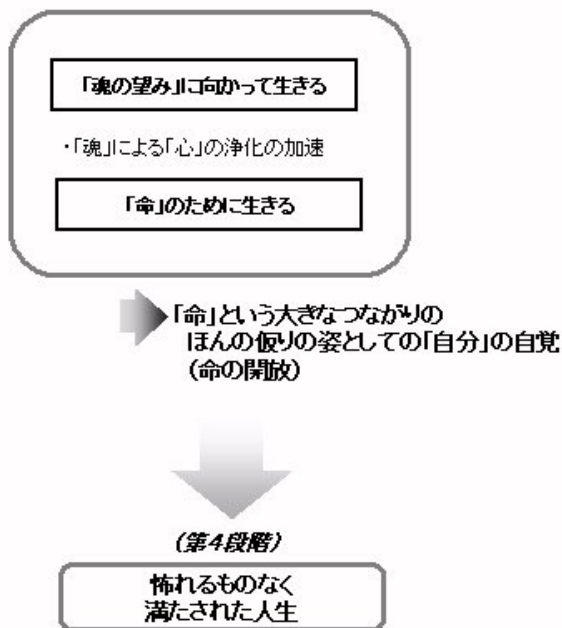 「魂の望み」に向かって生きる
・「魂」による「心」の浄化の加速
「命」のために生きる
「命」という大きなつながりの
ほんの仮りの姿としての「自分」の自覚
(命の開放)
(第4段階)
怖れるものなく
満たされた人生